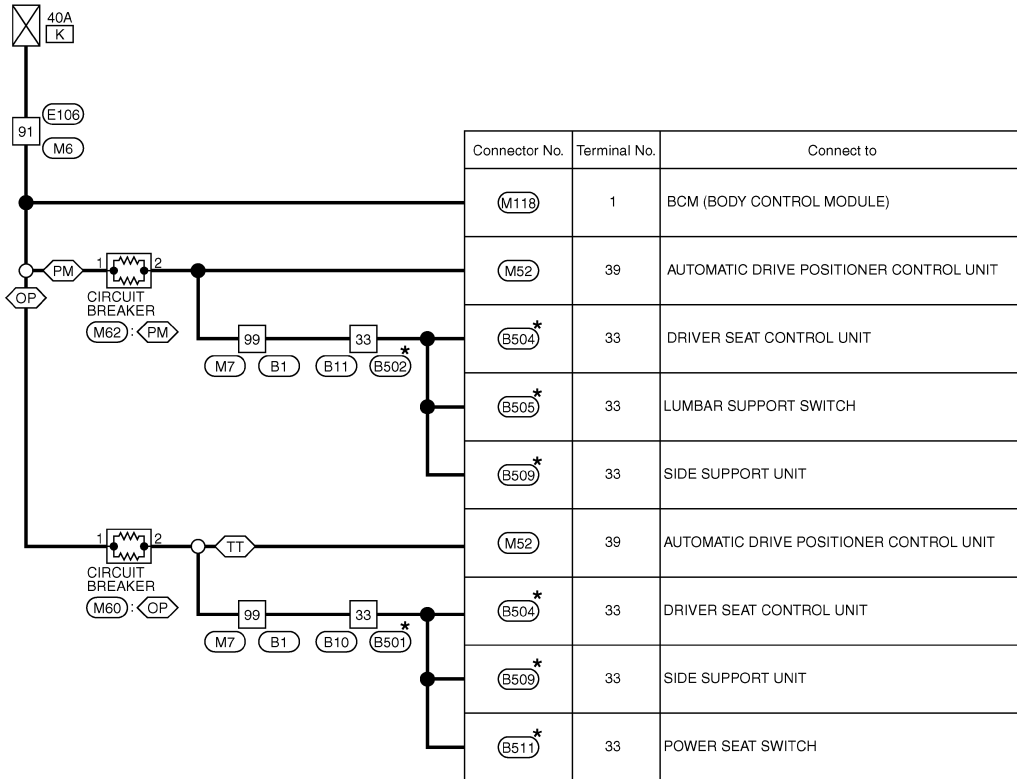 40A
K
E106
91
M6
Connector No. Terminal No. Connect to
M118 1 BCM (BODY CONTROL MODULE)
PM 1 2 M52 39 AUTOMATIC DRIVE POSITIONER CONTROL UNIT
OP
CIRCUIT
BREAKER
M62 : PM
99 33 B504* 33 DRIVER SEAT CONTROL UNIT
M7 B1 B11 B502*
B505* 33 LUMBAR SUPPORT SWITCH
B509* 33 SIDE SUPPORT UNIT
1 2 TT M52 39 AUTOMATIC DRIVE POSITIONER CONTROL UNIT
CIRCUIT
BREAKER
M60 : OP
99 33 B504* 33 DRIVER SEAT CONTROL UNIT
M7 B1 B10 B501*
B509* 33 SIDE SUPPORT UNIT
B511* 33 POWER SEAT SWITCH